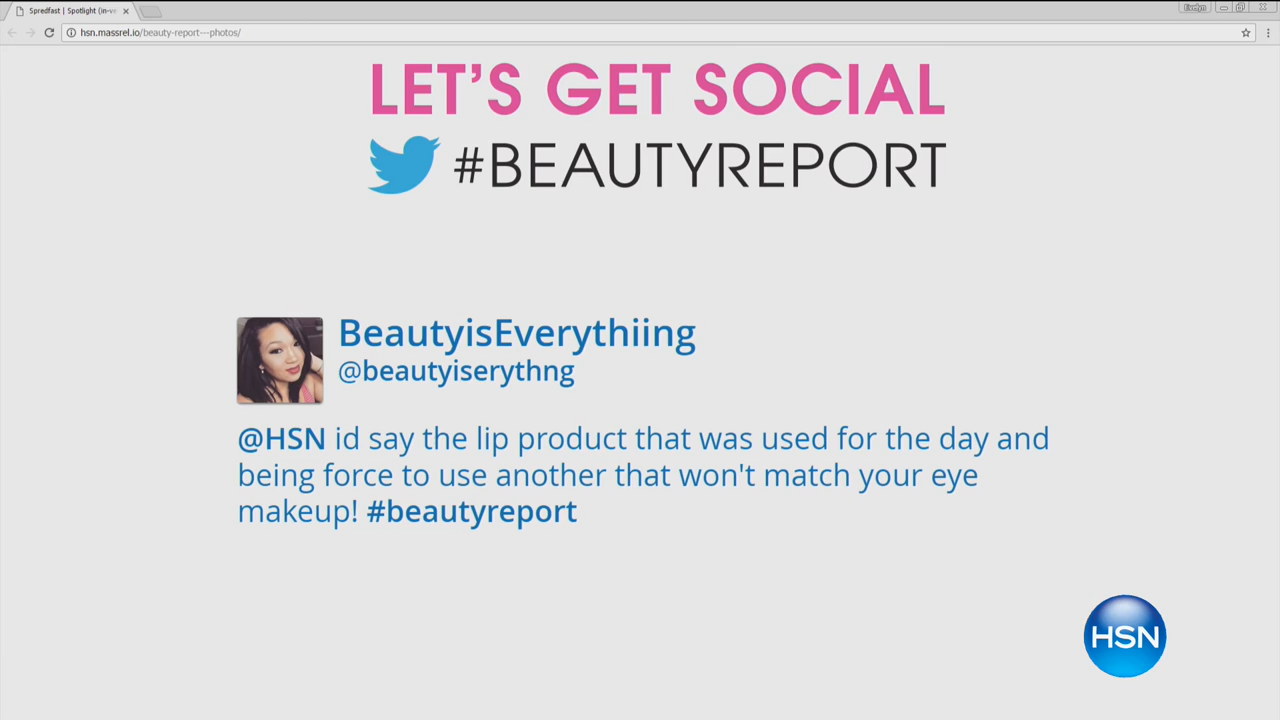 Spredfast | Spotlight (in-ve
Evelyn
hsn.massrel.io/beauty-report---photos/
LET'S GET SOCIAL
#BEAUTYREPORT
BeautyisEverythiing
@beautyiserythng
@HSN id say the lip product that was used for the day and
being force to use another that won't match your eye
makeup! #beautyreport
HSN